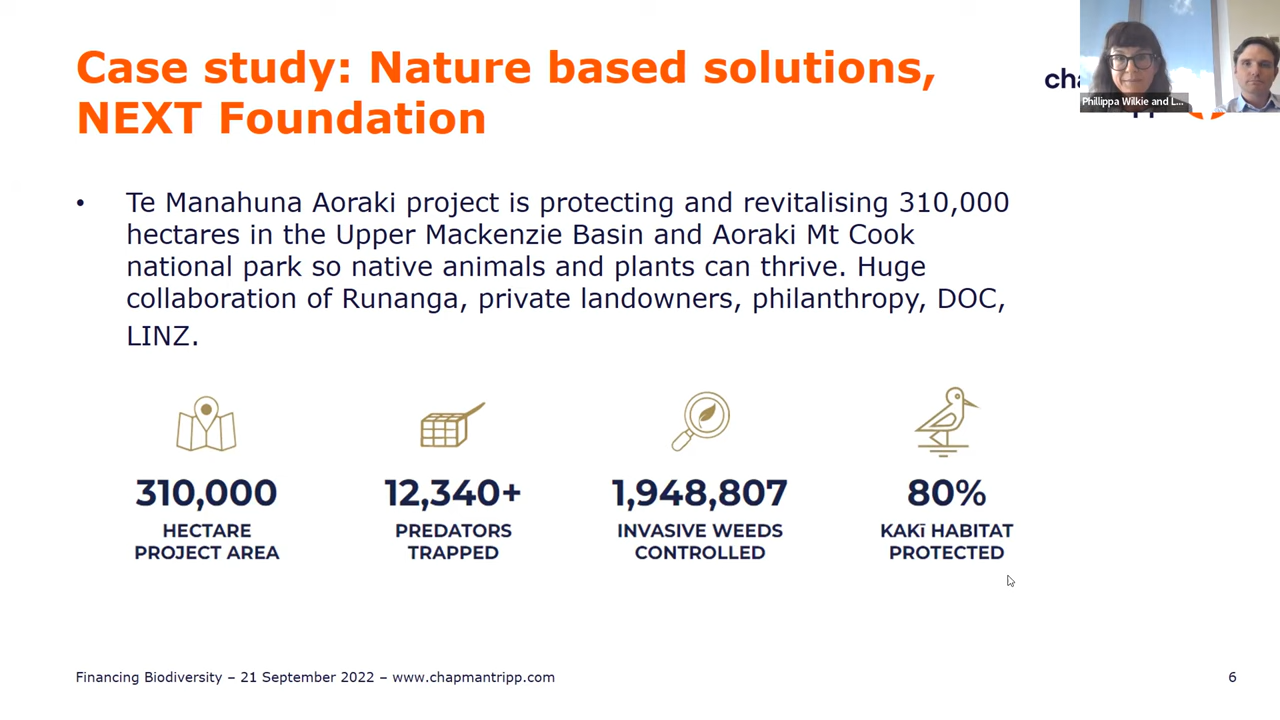 Case study: Nature based solutions,
NEXT Foundation
cha
Phillippa Wilkie and L...
• Te Manahuna Aoraki project is protecting and revitalising 310,000
hectares in the Upper Mackenzie Basin and Aoraki Mt Cook
national park so native animals and plants can thrive. Huge
collaboration of Runanga, private landowners, philanthropy, DOC,
LINZ.
310,000
HECTARE
PROJECT AREA
12,340+
PREDATORS
TRAPPED
1,948,807
INVASIVE WEEDS
CONTROLLED
80%
KAKī HABITAT
PROTECTED
Financing Biodiversity – 21 September 2022 – www.chapmantripp.com
6